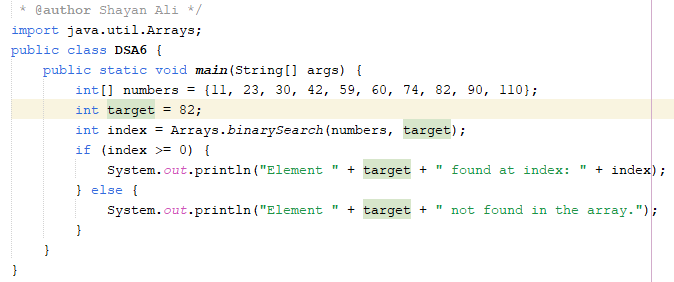 * @author Shayan Ali */
import java.util.Arrays;
public class DSA6 {
    public static void main(String[] args) {
        int[] numbers = {11, 23, 30, 42, 59, 60, 74, 82, 90, 110};
        int target = 82;
        int index = Arrays.binarySearch(numbers, target);
        if (index >= 0) {
            System.out.println("Element " + target + " found at index: " + index);
        } else {
            System.out.println("Element " + target + " not found in the array.");
        }
    }
}